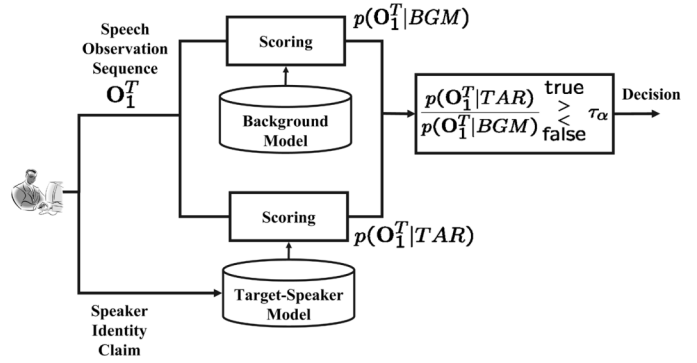 Speech
Observation
Sequence
O₁ᵀ
Scoring
p(O₁ᵀ|BGM)
Background
Model
p(O₁ᵀ|TAR)
p(O₁ᵀ|BGM)
true
>
<
false
τα
Decision
Scoring
p(O₁ᵀ|TAR)
Target-Speaker
Model
Speaker
Identity
Claim